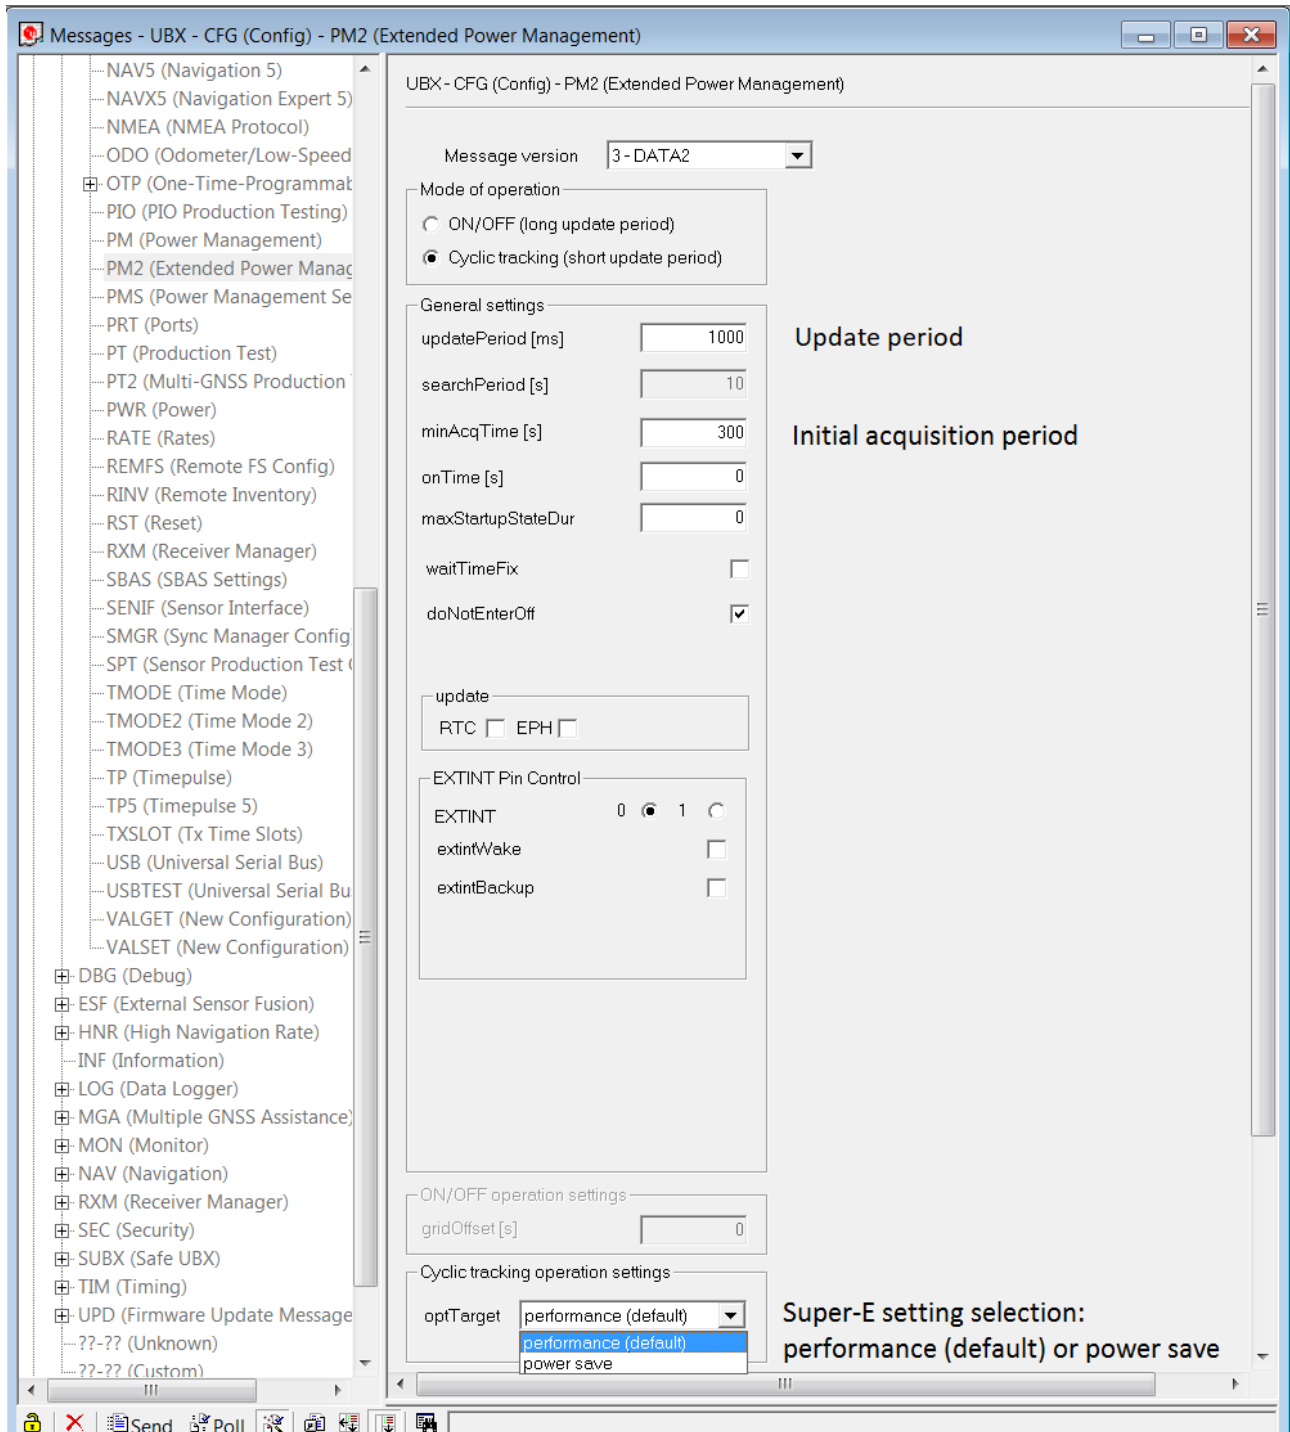 Messages - UBX - CFG (Config) - PM2 (Extended Power Management)
NAV5 (Navigation 5)
NAVX5 (Navigation Expert 5)
NMEA (NMEA Protocol)
ODO (Odometer/Low-Speed
OTP (One-Time-Programmab
PIO (PIO Production Testing)
PM (Power Management)
PM2 (Extended Power Manag
PMS (Power Management Se
PRT (Ports)
PT (Production Test)
PT2 (Multi-GNSS Production
PWR (Power)
RATE (Rates)
REMFS (Remote FS Config)
RINV (Remote Inventory)
RST (Reset)
RXM (Receiver Manager)
SBAS (SBAS Settings)
SENIF (Sensor Interface)
SMGR (Sync Manager Config)
SPT (Sensor Production Test
TMODE (Time Mode)
TMODE2 (Time Mode 2)
TMODE3 (Time Mode 3)
TP (Timepulse)
TP5 (Timepulse 5)
TXSLOT (Tx Time Slots)
USB (Universal Serial Bus)
USBTEST (Universal Serial Bu
VALGET (New Configuration)
VALSET (New Configuration)
DBG (Debug)
ESF (External Sensor Fusion)
HNR (High Navigation Rate)
INF (Information)
LOG (Data Logger)
MGA (Multiple GNSS Assistance)
MON (Monitor)
NAV (Navigation)
RXM (Receiver Manager)
SEC (Security)
SUBX (Safe UBX)
TIM (Timing)
UPD (Firmware Update Message
??-?? (Unknown)
??-?? (Custom)
UBX - CFG (Config) - PM2 (Extended Power Management)
Message version 3 - DATA2
Mode of operation
ON/OFF (long update period)
Cyclic tracking (short update period)
General settings
updatePeriod [ms] 1000 Update period
searchPeriod [s] 10
minAcqTime [s] 300 Initial acquisition period
onTime [s] 0
maxStartupStateDur 0
waitTimeFix
doNotEnterOff
update
RTC EPH
EXTINT Pin Control
EXTINT 0 1
extintWake
extintBackup
ON/OFF operation settings
gridOffset [s] 0
Cyclic tracking operation settings
optTarget performance (default)
performance (default)
power save
Super-E setting selection:
performance (default) or power save
Send Poll